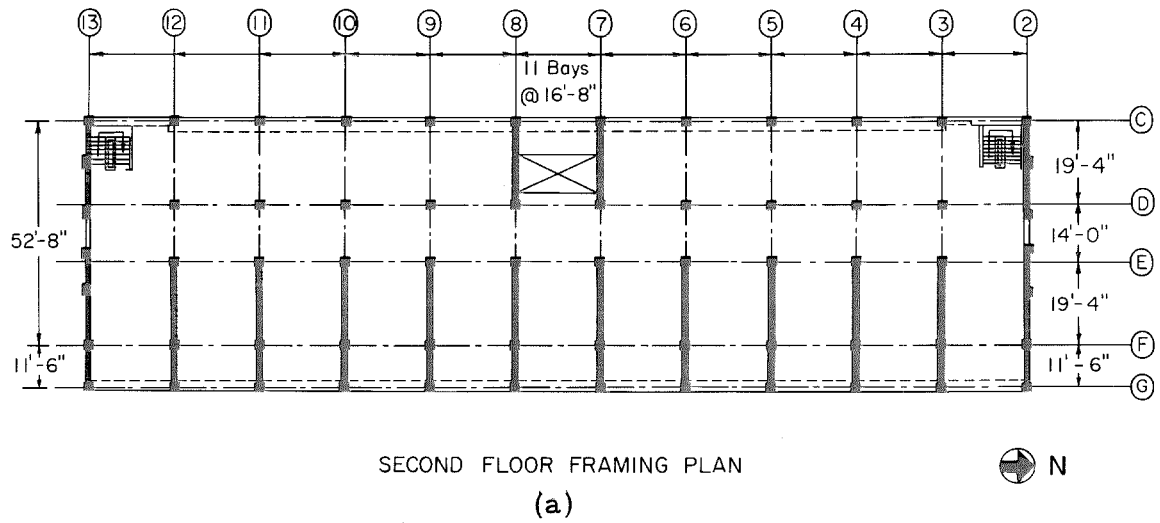 13 12 11 10 9 8 7 6 5 4 3 2
11 Bays
@ 16'-8"
C
19'-4"
D
52'-8"
14'-0"
E
19'-4"
F
11'-6"
11'-6"
G
SECOND FLOOR FRAMING PLAN
N
(a)